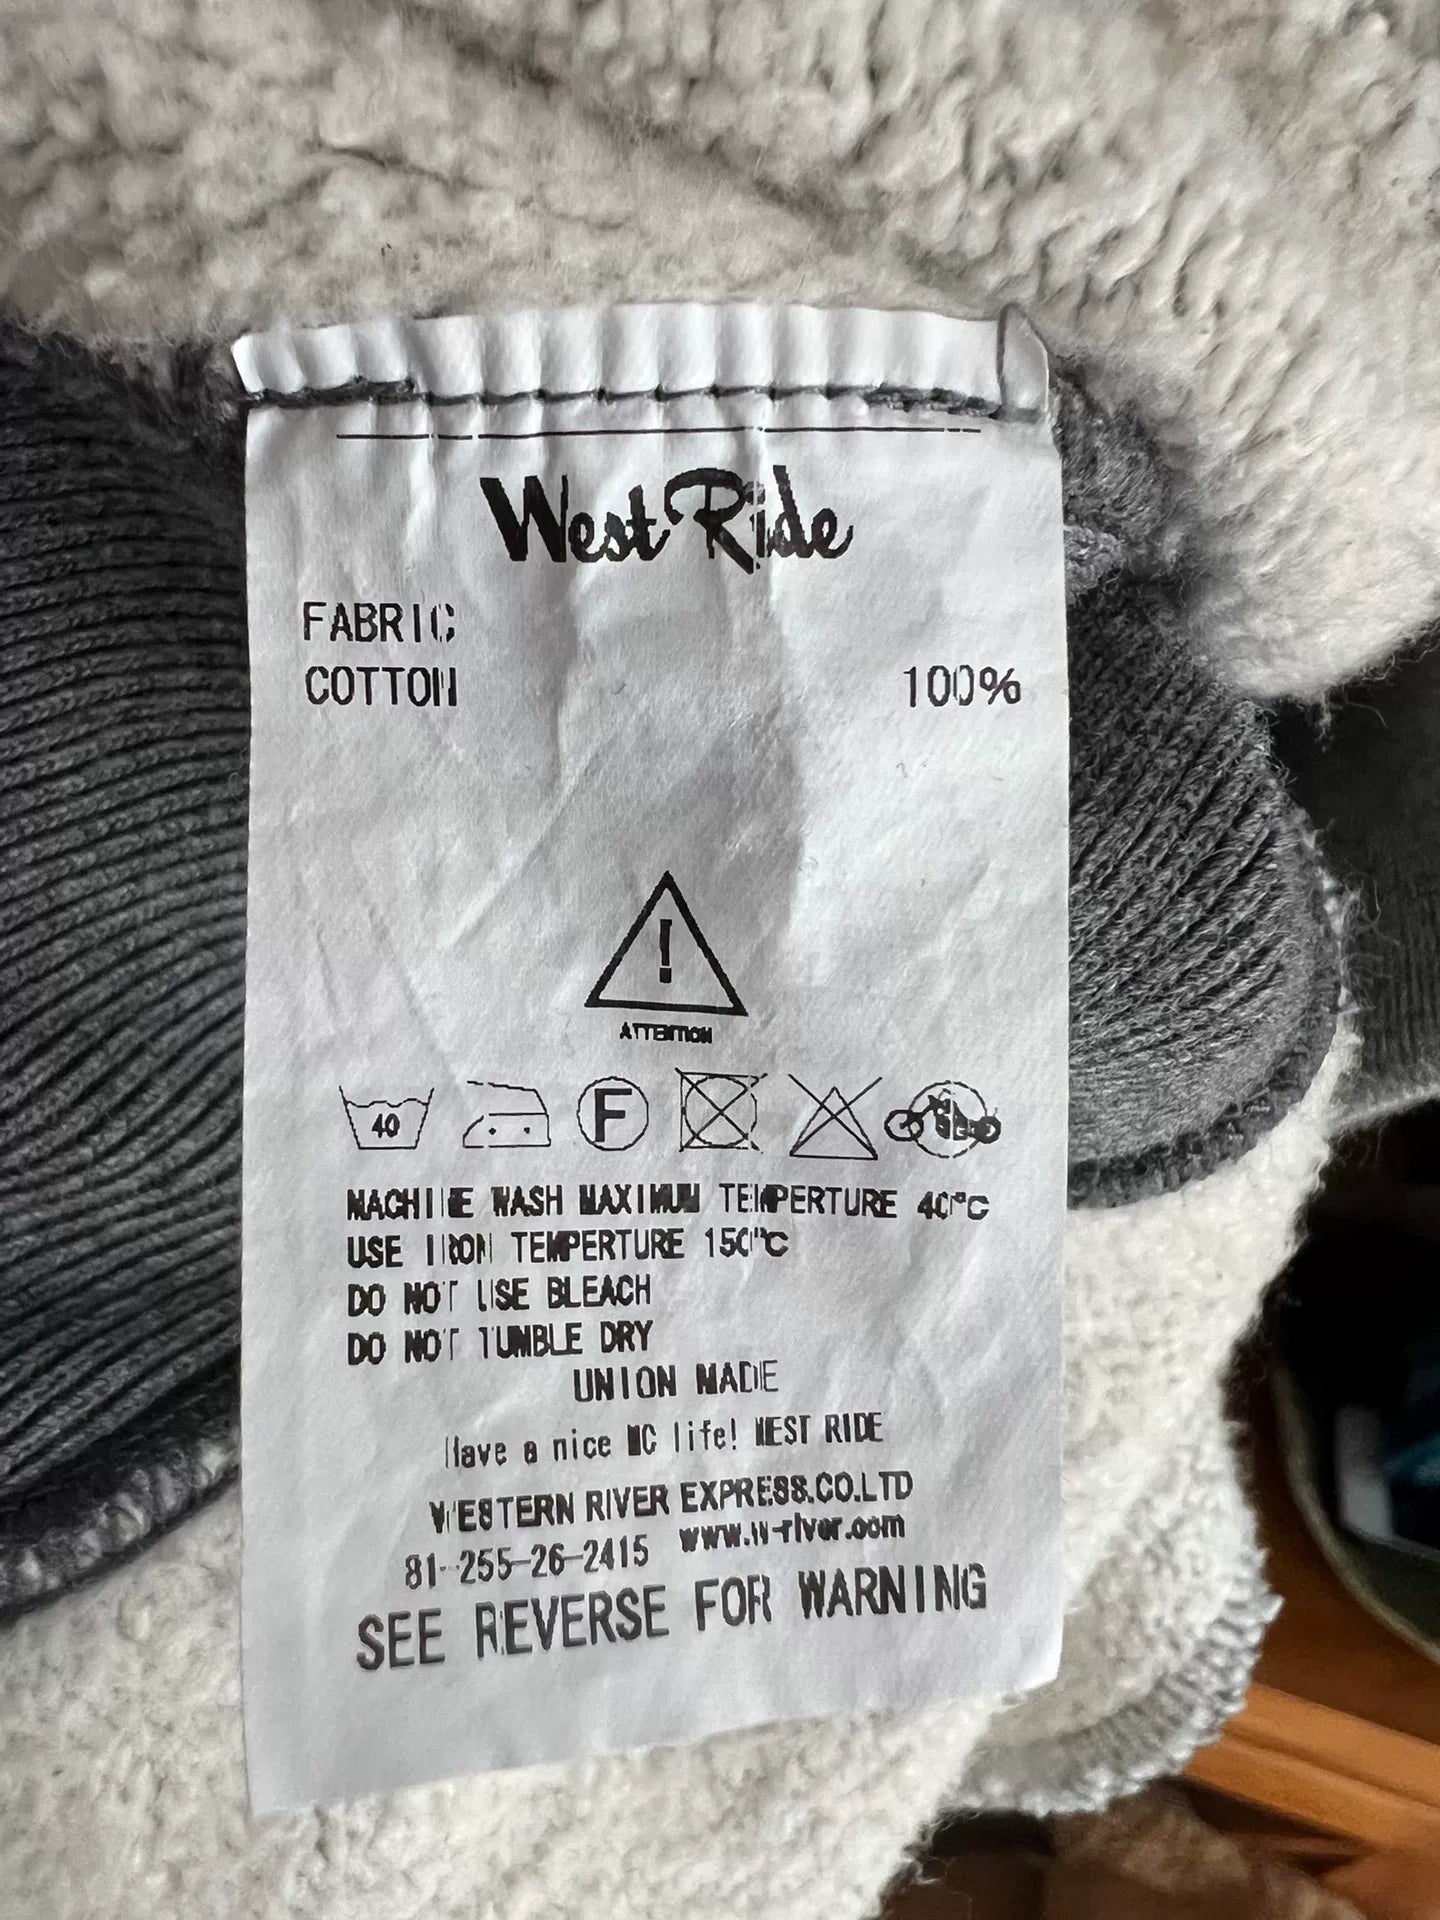 West Ride
FABRIC
COTTON 100%
!
ATTENTION
40 F
MACHINE WASH MAXIMUM TEMPERTURE 40°C
USE IRON TEMPERTURE 150°C
DO NOT USE BLEACH
DO NOT TUMBLE DRY
UNION MADE
Have a nice MC life! WEST RIDE
WESTERN RIVER EXPRESS.CO.LTD
81-255-26-2415 www.w-river.com
SEE REVERSE FOR WARNING